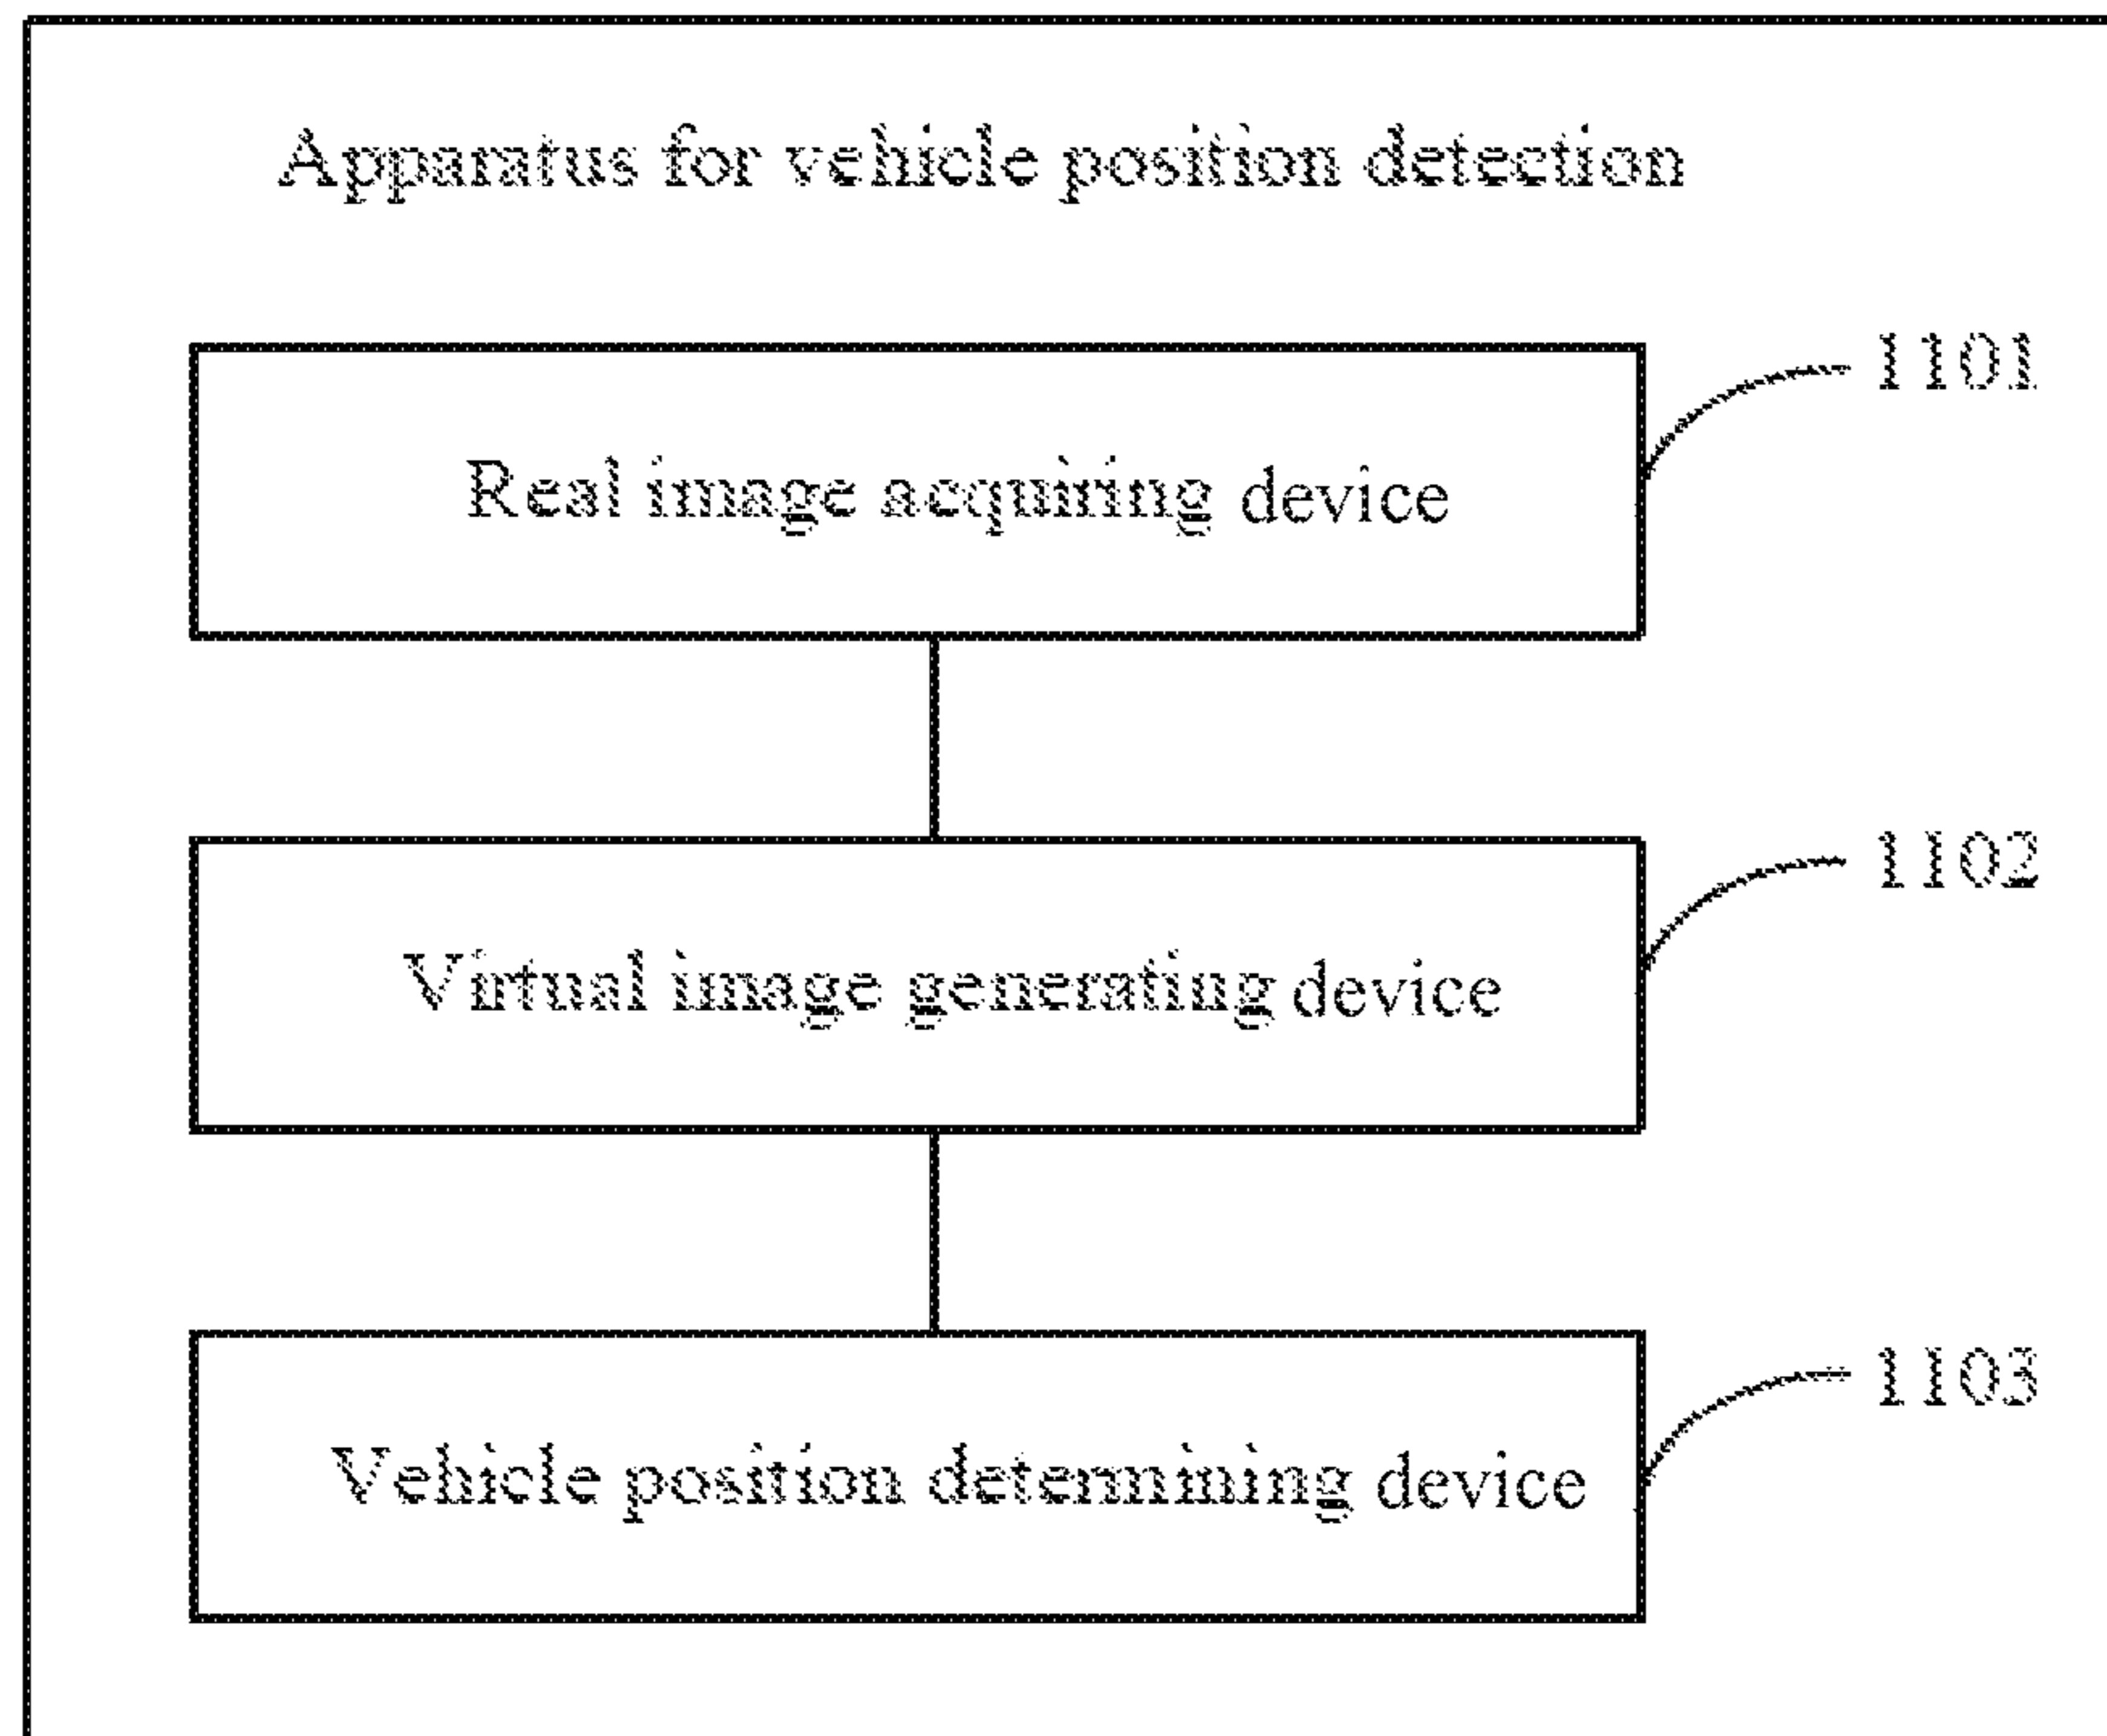 Apparatus for vehicle position detection
1101
Real image acquiring device
1102
Virtual image generating device
1103
Vehicle position determining device